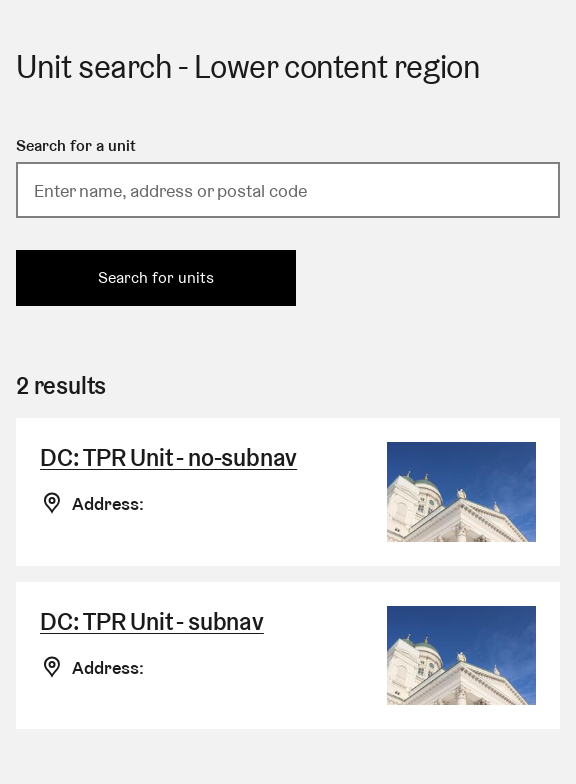 Unit search - Lower content region
Search for a unit
Enter name, address or postal code
Search for units
2 results
DC: TPR Unit - no-subnav
Address:
DC: TPR Unit - subnav
Address: